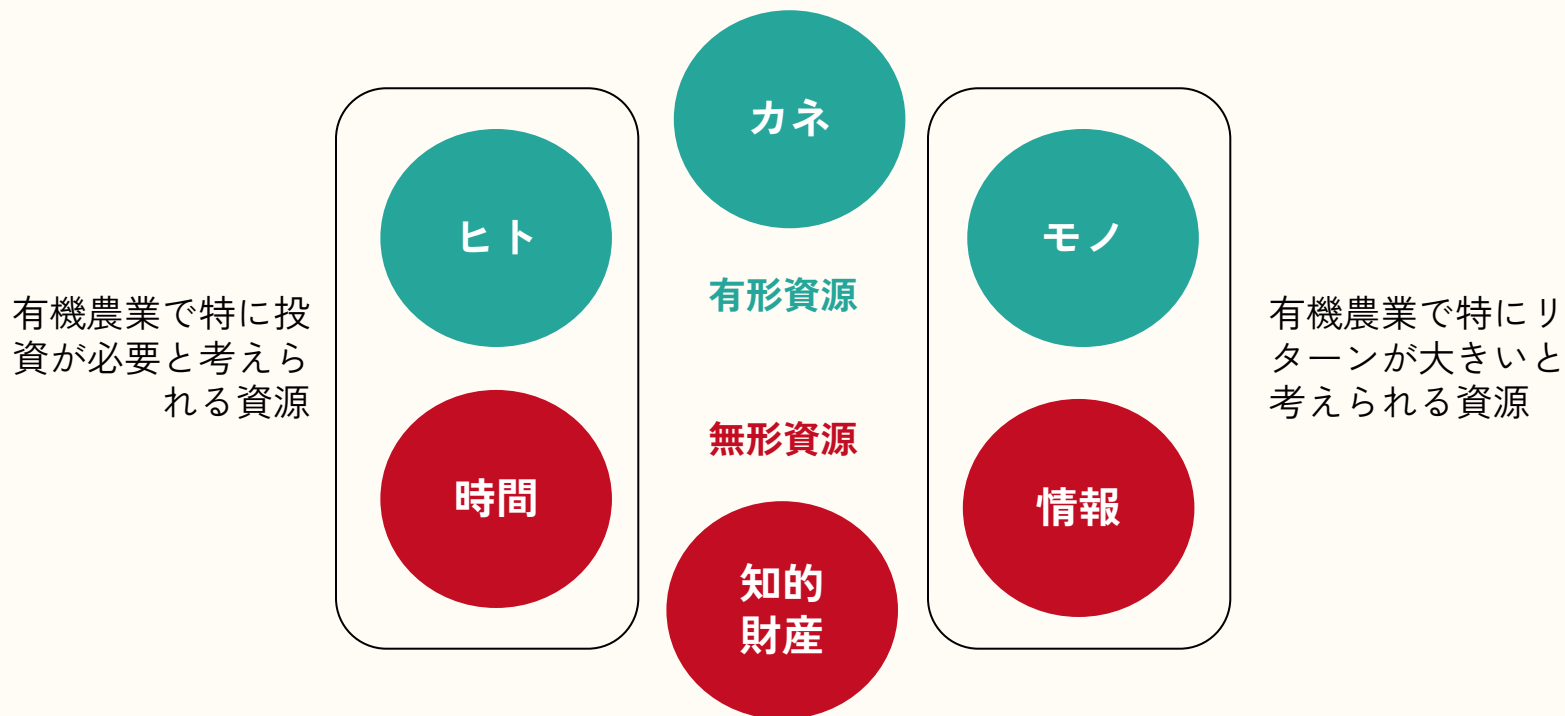 カネ
ヒト
モノ
有形資源
有機農業で特に投
資が必要と考えら
れる資源
有機農業で特にリ
ターンが大きいと
考えられる資源
無形資源
時間
情報
知的
財産